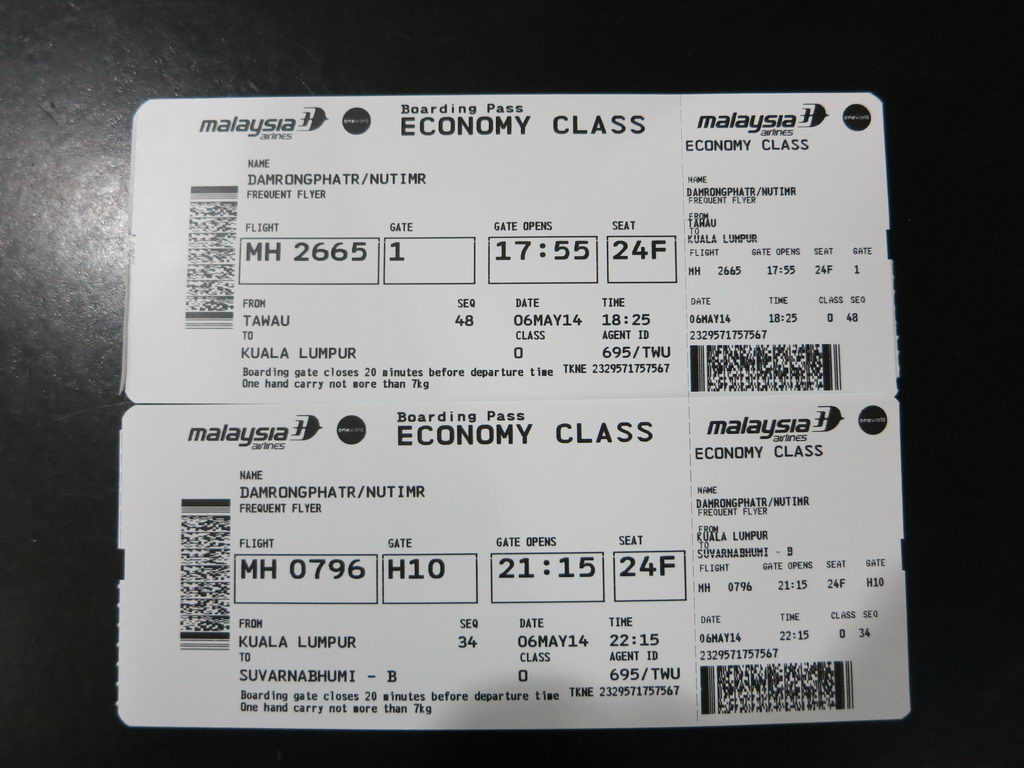 malaysia airlines oneworld
Boarding Pass
ECONOMY CLASS
NAME
DAMRONGPHATR/NUTIMR
FREQUENT FLYER
FLIGHT GATE GATE OPENS SEAT
MH 2665 1 17:55 24F
FROM SEQ DATE TIME
TAWAU 48 06MAY14 18:25
TO CLASS AGENT ID
KUALA LUMPUR O 695/TWU
Boarding gate closes 20 minutes before departure time TKNE 2329571757567
One hand carry not more than 7kg
malaysia airlines oneworld
ECONOMY CLASS
NAME
DAMRONGPHATR/NUTIMR
FREQUENT FLYER
FROM
TAWAU
TO
KUALA LUMPUR
FLIGHT GATE OPENS SEAT GATE
MH 2665 17:55 24F 1
DATE TIME CLASS SEQ
06MAY14 18:25 O 48
2329571757567
malaysia airlines oneworld
Boarding Pass
ECONOMY CLASS
NAME
DAMRONGPHATR/NUTIMR
FREQUENT FLYER
FLIGHT GATE GATE OPENS SEAT
MH 0796 H10 21:15 24F
FROM SEQ DATE TIME
KUALA LUMPUR 34 06MAY14 22:15
TO CLASS AGENT ID
SUVARNABHUMI - B O 695/TWU
Boarding gate closes 20 minutes before departure time TKNE 2329571757567
One hand carry not more than 7kg
malaysia airlines oneworld
ECONOMY CLASS
NAME
DAMRONGPHATR/NUTIMR
FREQUENT FLYER
FROM
KUALA LUMPUR
TO
SUVARNABHUMI - B
FLIGHT GATE OPENS SEAT GATE
MH 0796 21:15 24F H10
DATE TIME CLASS SEQ
06MAY14 22:15 O 34
2329571757567